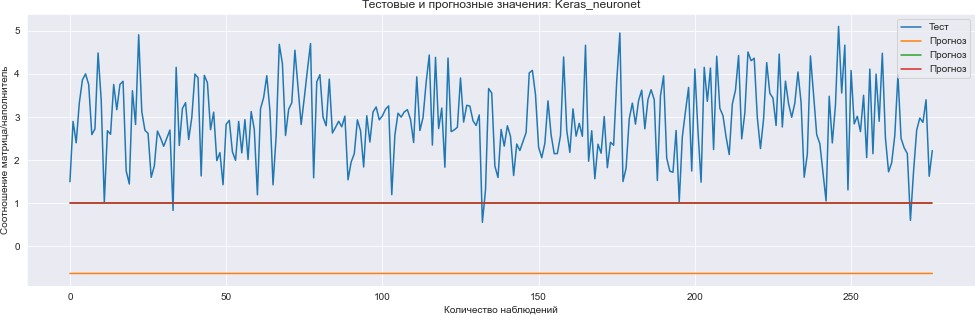 Тестовые и прогнозные значения: Keras_neuronet
Соотношение матрица/наполнитель
5
4
3
2
1
0
Тест
Прогноз
Прогноз
Прогноз
0 50 100 150 200 250
Количество наблюдений